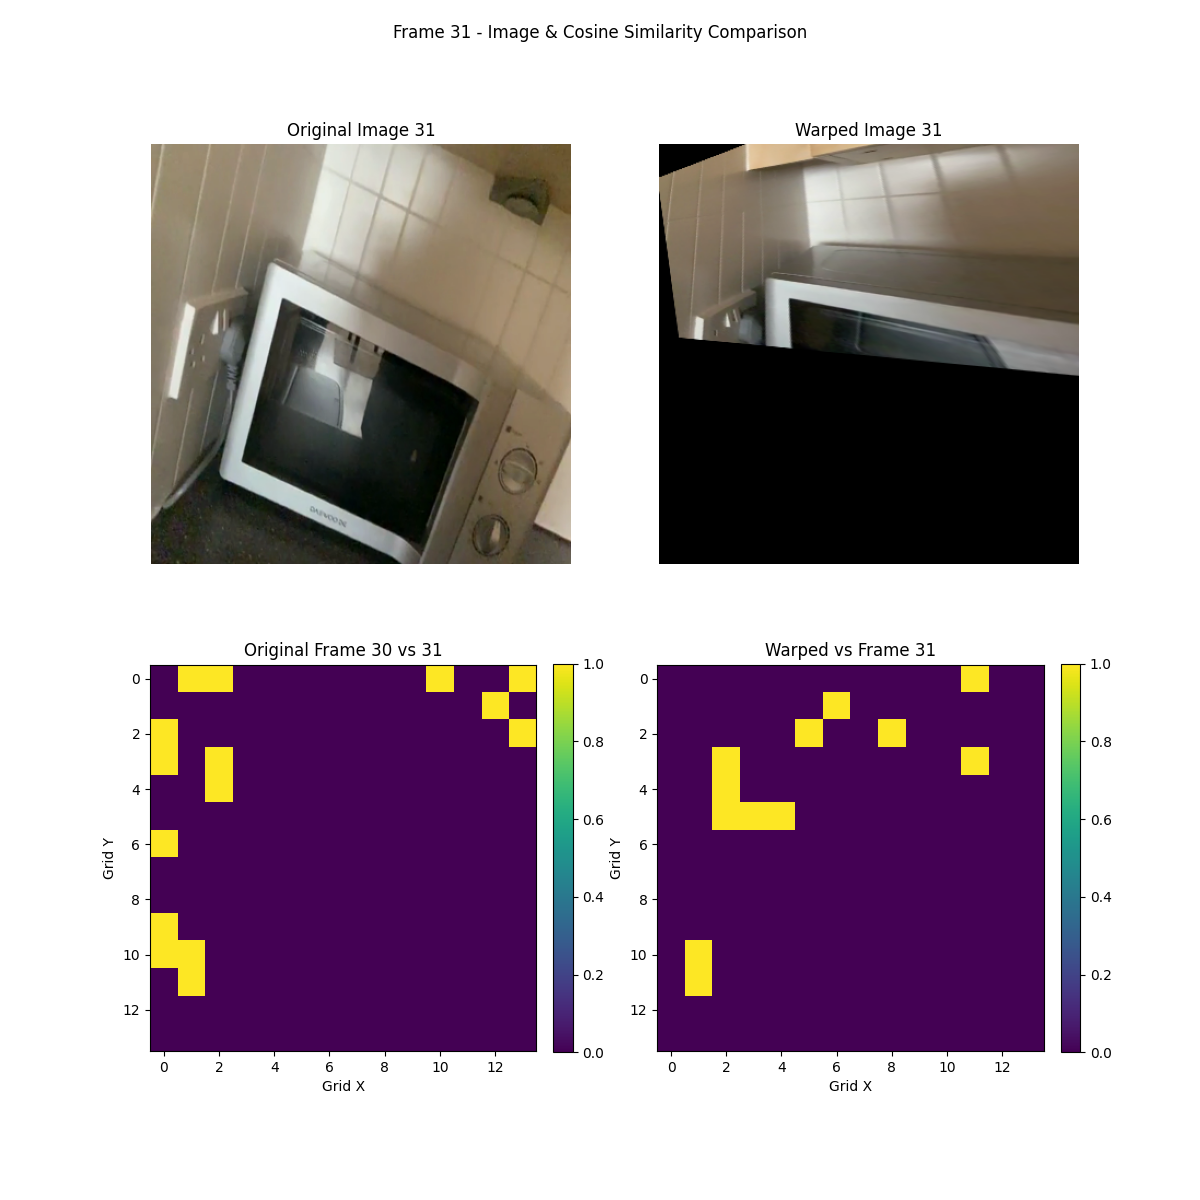 Frame 31 - Image & Cosine Similarity Comparison
Original Image 31
Warped Image 31
DAEWOO
Original Frame 30 vs 31
Warped vs Frame 31
0
2
4
6
8
10
12
Grid Y
0 2 4 6 8 10 12
Grid X
1.0
0.8
0.6
0.4
0.2
0.0
0
2
4
6
8
10
12
Grid Y
0 2 4 6 8 10 12
Grid X
1.0
0.8
0.6
0.4
0.2
0.0